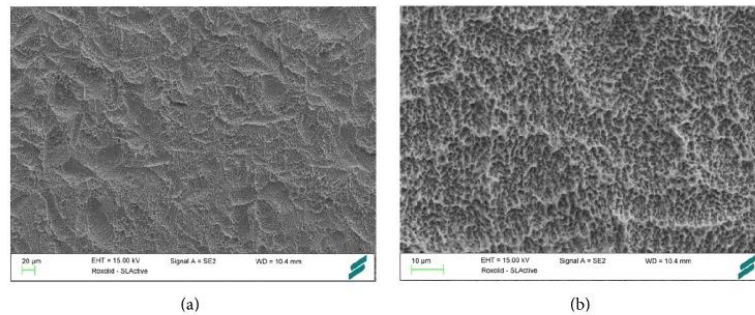 20 µm EHT = 15.00 kV Signal A = SE2 WD = 10.4 mm
Roxolid - SLActive
10 µm EHT = 15.00 kV Signal A = SE2 WD = 10.4 mm
Roxolid - SLActive
(a) (b)